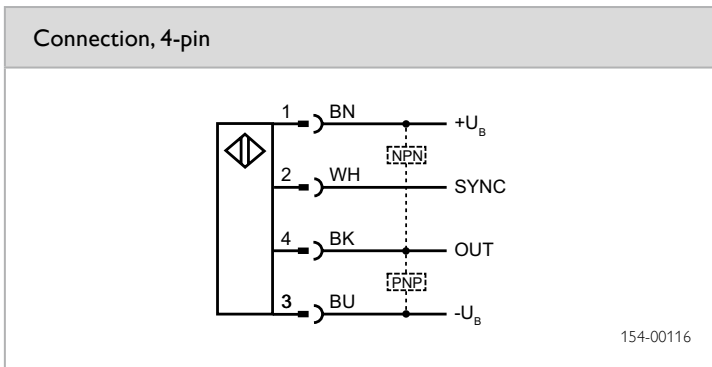 Connection, 4-pin
1 BN +U_B
NPN
2 WH SYNC
4 BK OUT
PNP
3 BU -U_B
154-00116